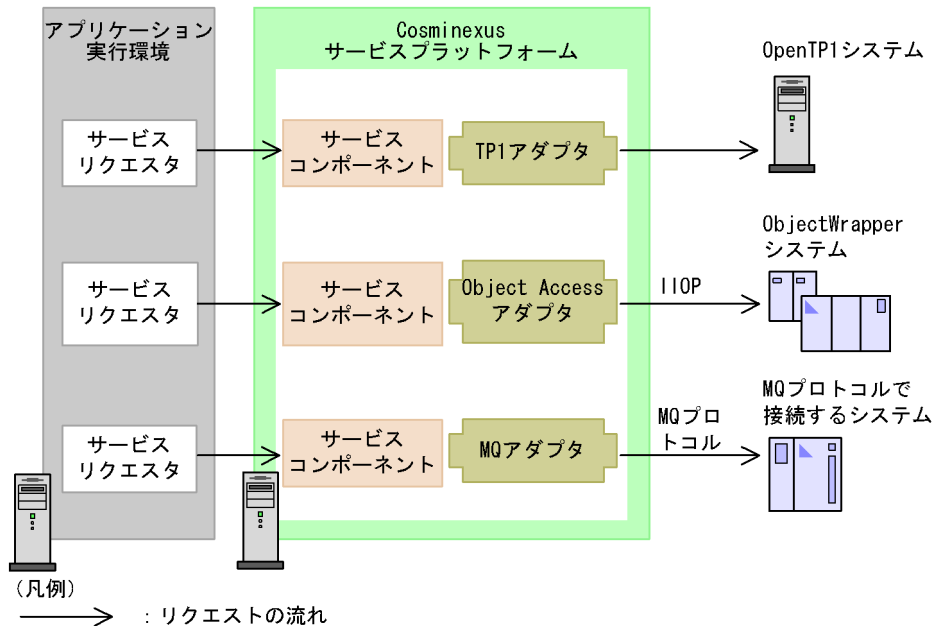 アプリケーション
実行環境
Cosminexus
サービスプラットフォーム
OpenTP1システム
サービス
リクエスタ
サービス
コンポーネント
TP1アダプタ
ObjectWrapper
システム
サービス
リクエスタ
サービス
コンポーネント
Object Access
アダプタ
IIOP
MQプロトコルで
接続するシステム
サービス
リクエスタ
サービス
コンポーネント
MQアダプタ
MQプロ
トコル
(凡例)
：リクエストの流れ